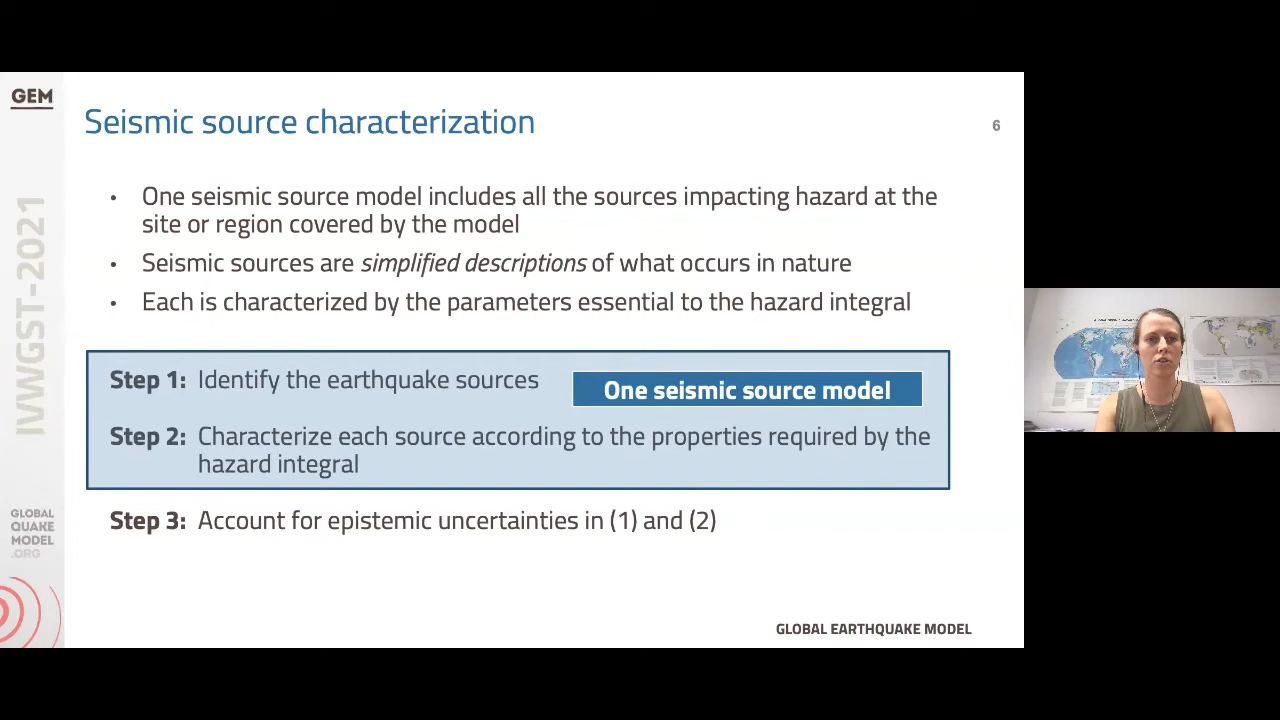 GEM
Seismic source characterization
6
• One seismic source model includes all the sources impacting hazard at the
site or region covered by the model
• Seismic sources are simplified descriptions of what occurs in nature
• Each is characterized by the parameters essential to the hazard integral
Step 1: Identify the earthquake sources
One seismic source model
Step 2: Characterize each source according to the properties required by the
hazard integral
Step 3: Account for epistemic uncertainties in (1) and (2)
IVWGST-2021
GLOBAL
QUAKE
MODEL
.ORG
GLOBAL EARTHQUAKE MODEL